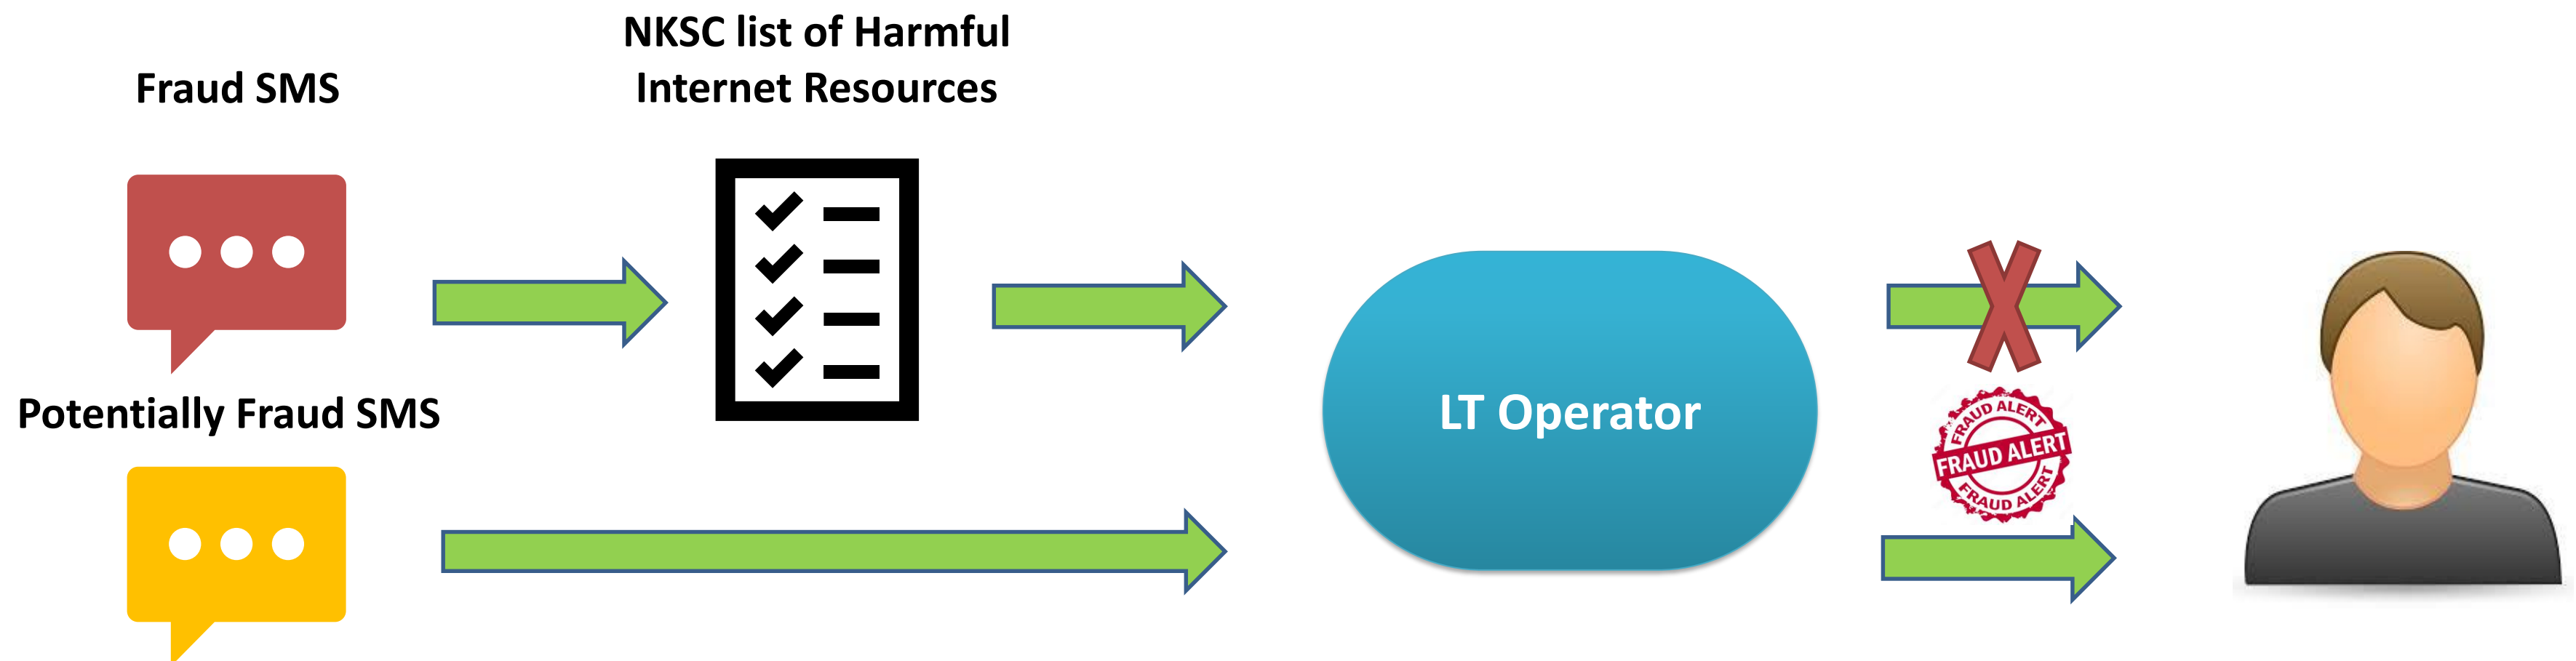 NKSC list of Harmful
Internet Resources
Fraud SMS
Potentially Fraud SMS
LT Operator
FRAUD ALERT
FRAUD ALERT
FRAUD ALERT